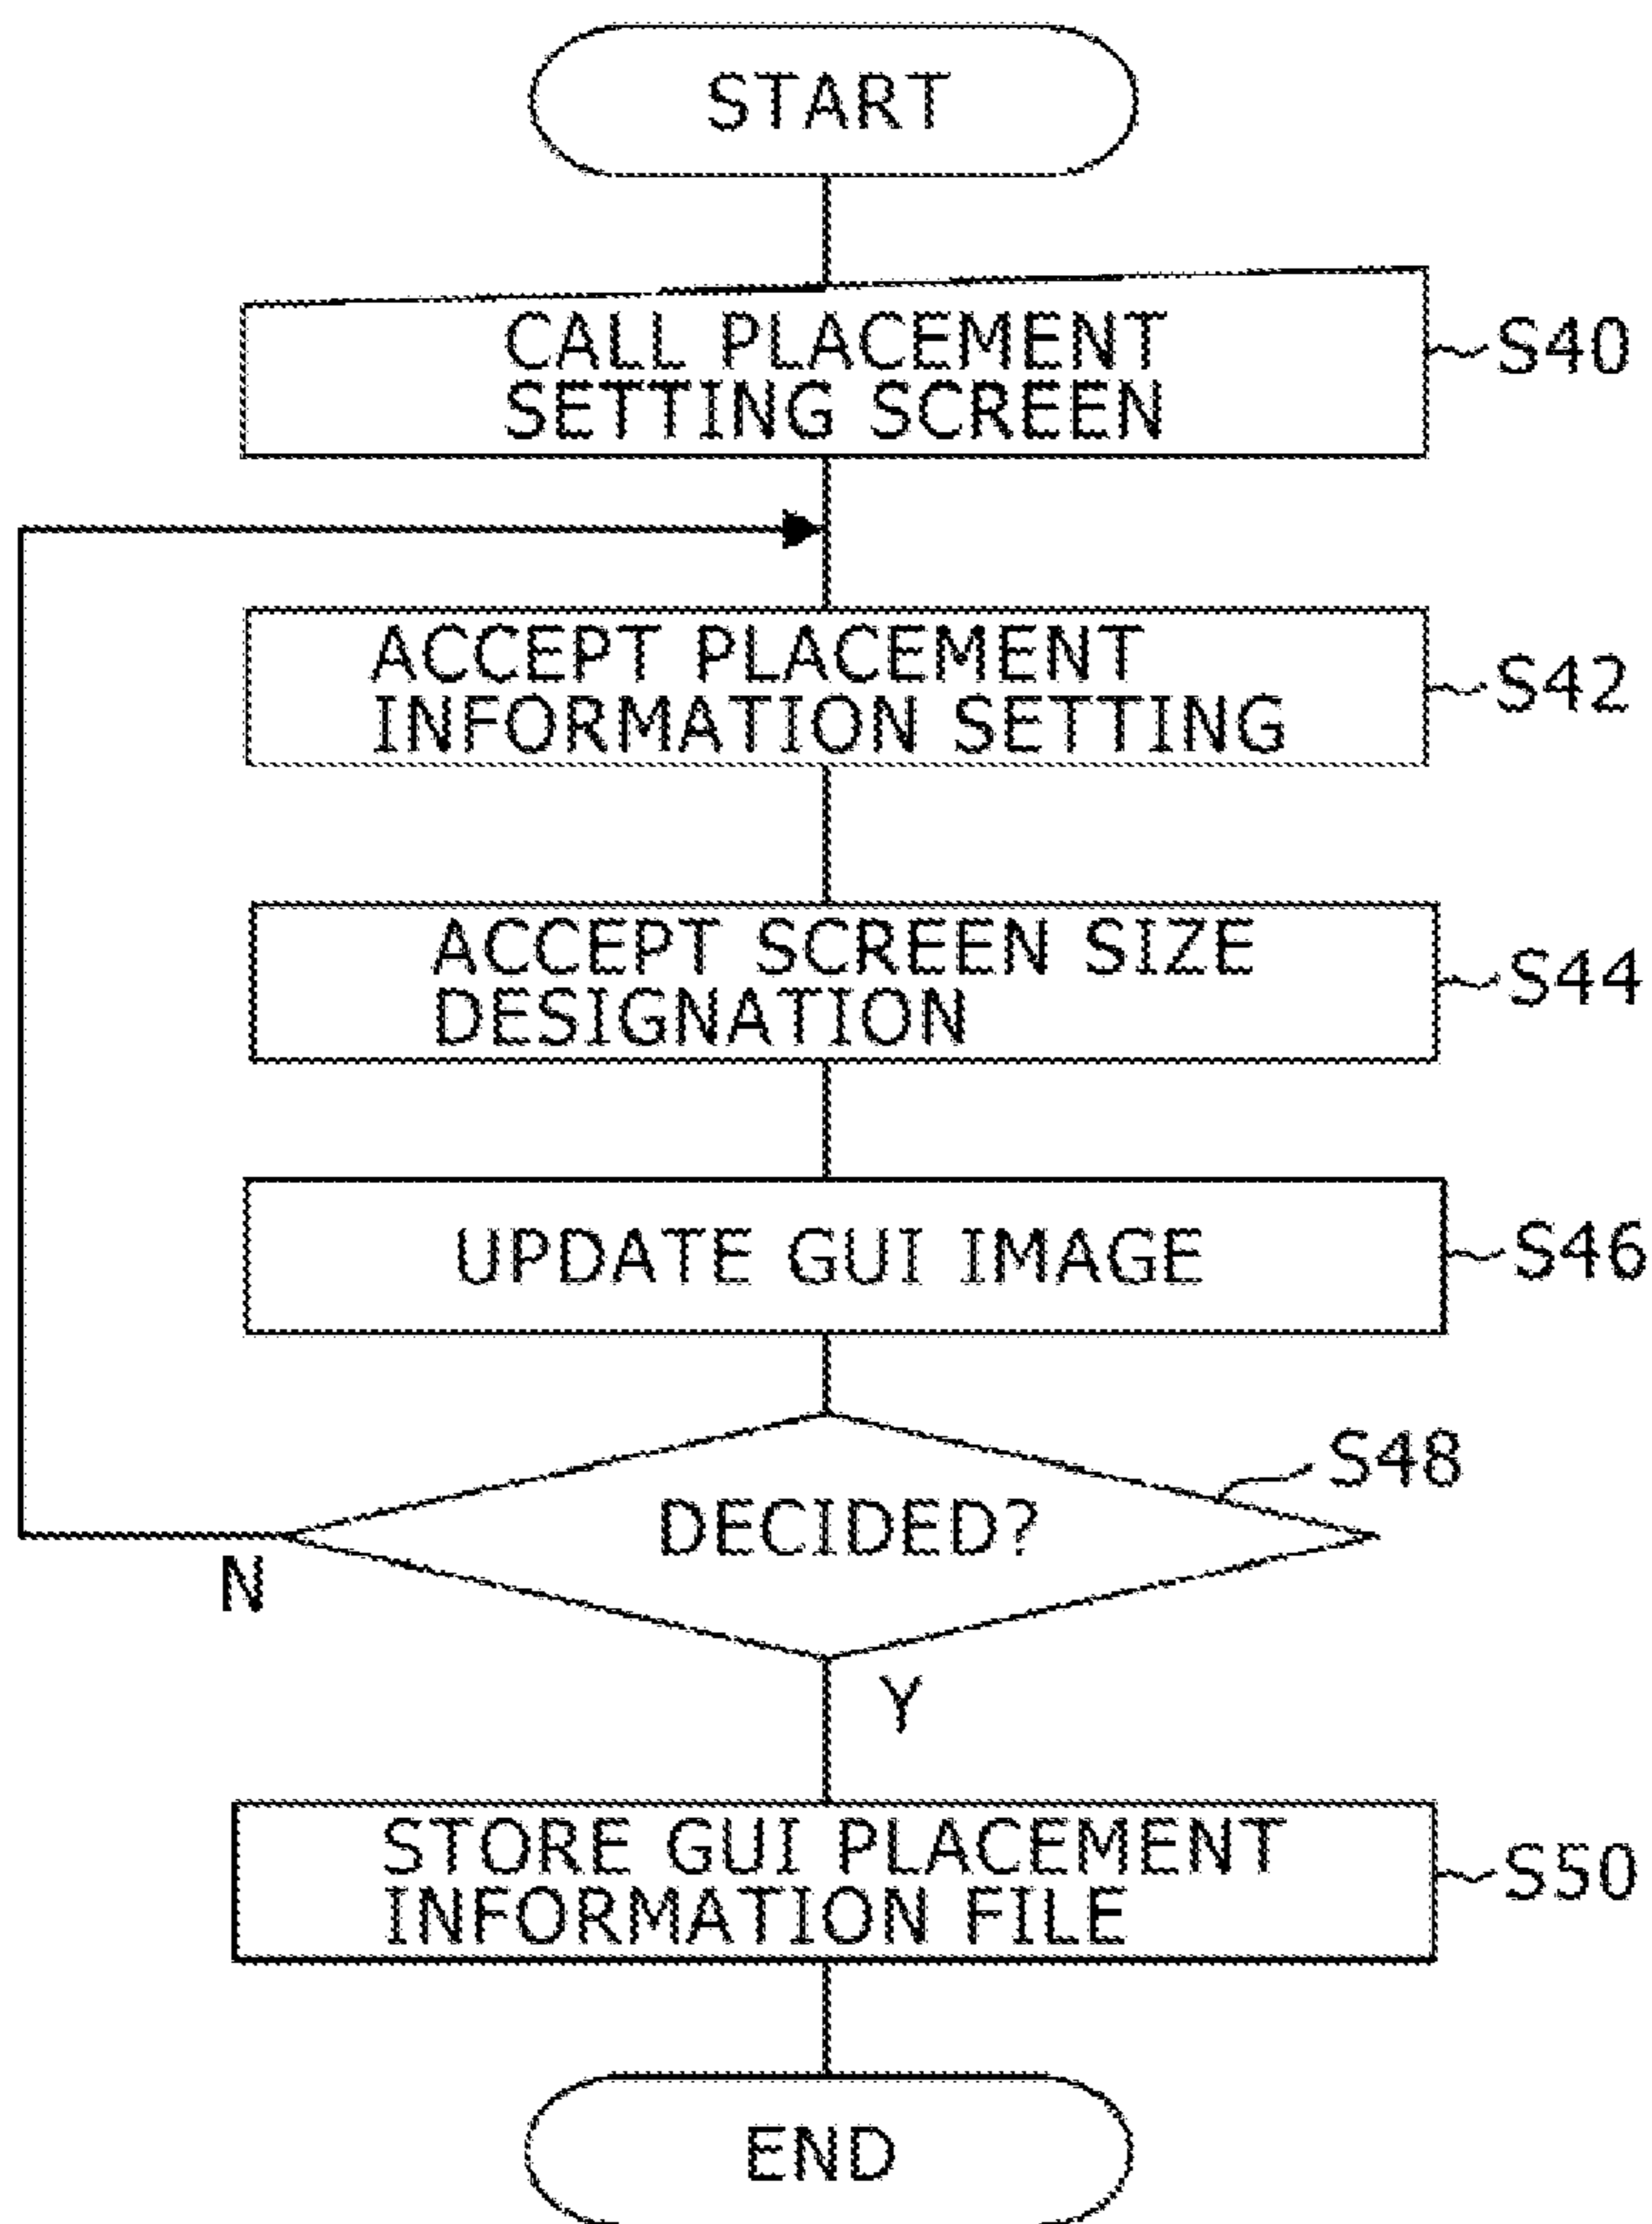 START
CALL PLACEMENT
SETTING SCREEN
S40
ACCEPT PLACEMENT
INFORMATION SETTING
S42
ACCEPT SCREEN SIZE
DESIGNATION
S44
UPDATE GUI IMAGE
S46
S48
DECIDED?
N
Y
STORE GUI PLACEMENT
INFORMATION FILE
S50
END